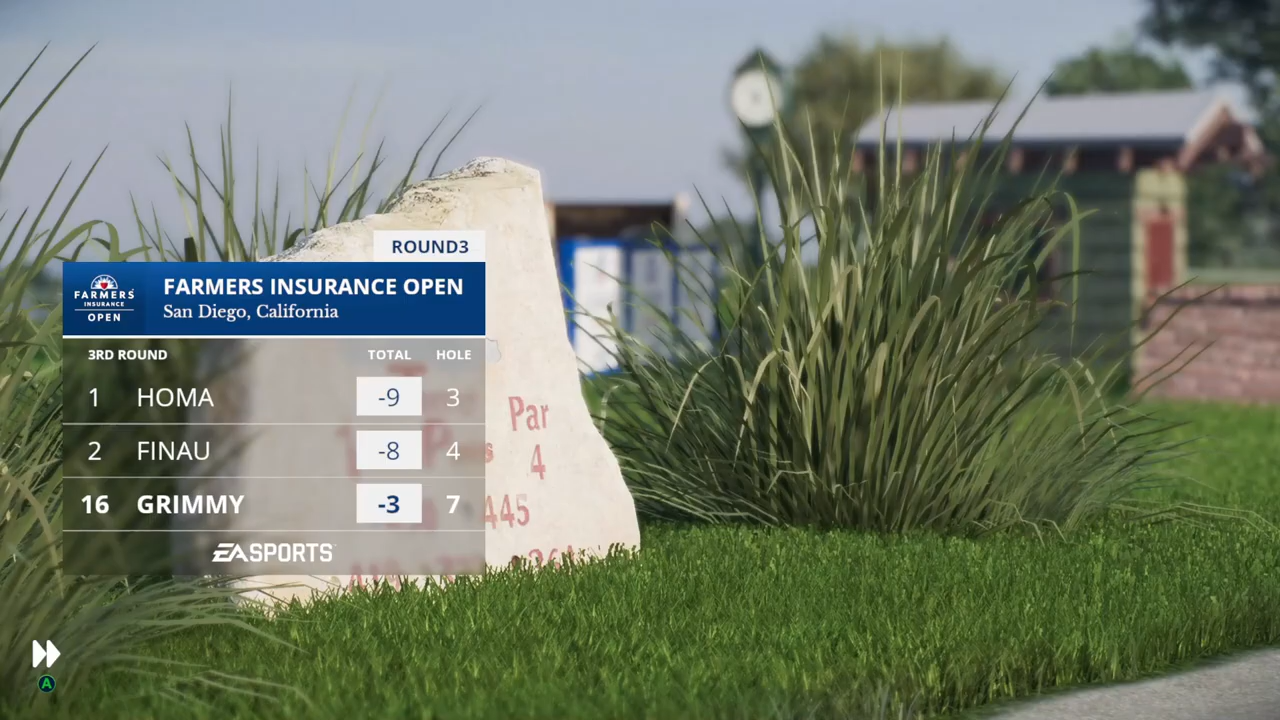 ROUND3
FARMERS
INSURANCE
OPEN
FARMERS INSURANCE OPEN
San Diego, California
3RD ROUND TOTAL HOLE
1 HOMA -9 3
2 FINAU -8 4
16 GRIMMY -3 7
EA SPORTS
Par
4
445
A